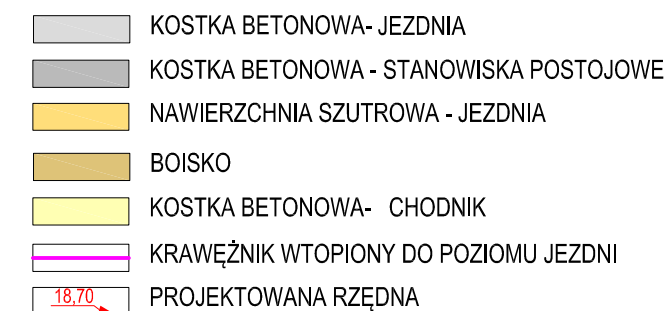 KOSTKA BETONOWA- JEZDNIA
KOSTKA BETONOWA - STANOWISKA POSTOJOWE
NAWIERZCHNIA SZUTROWA - JEZDNIA
BOISKO
KOSTKA BETONOWA- CHODNIK
KRAWĘŻNIK WTOPIONY DO POZIOMU JEZDNI
18,70 PROJEKTOWANA RZĘDNA